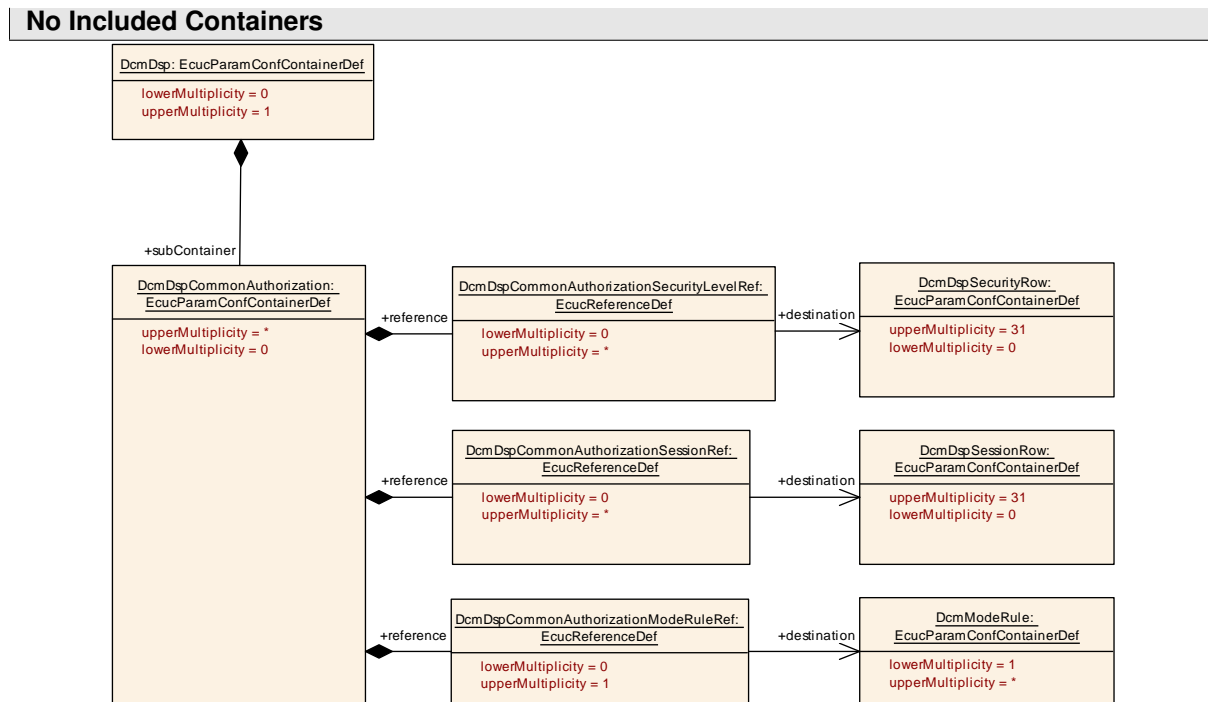 No Included Containers
DcmDsp: EcucParamConfContainerDef
lowerMultiplicity = 0
upperMultiplicity = 1
+subContainer
DcmDspCommonAuthorization:
EcucParamConfContainerDef
upperMultiplicity = *
lowerMultiplicity = 0
+reference
DcmDspCommonAuthorizationSecurityLevelRef:
EcucReferenceDef
lowerMultiplicity = 0
upperMultiplicity = *
+destination
DcmDspSecurityRow:
EcucParamConfContainerDef
upperMultiplicity = 31
lowerMultiplicity = 0
+reference
DcmDspCommonAuthorizationSessionRef:
EcucReferenceDef
lowerMultiplicity = 0
upperMultiplicity = *
+destination
DcmDspSessionRow:
EcucParamConfContainerDef
upperMultiplicity = 31
lowerMultiplicity = 0
+reference
DcmDspCommonAuthorizationModeRuleRef:
EcucReferenceDef
lowerMultiplicity = 0
upperMultiplicity = 1
+destination
DcmModeRule:
EcucParamConfContainerDef
lowerMultiplicity = 1
upperMultiplicity = *